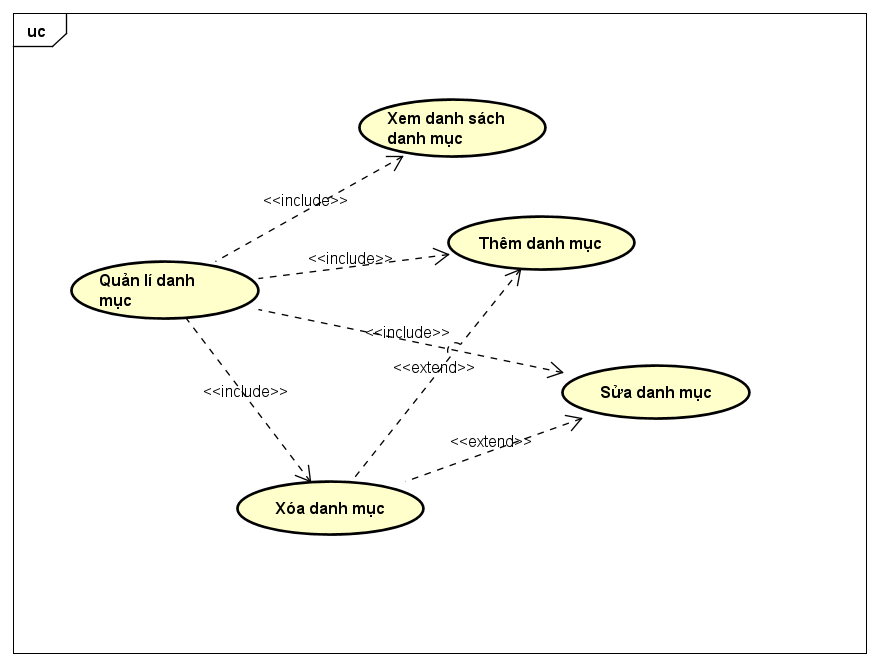 uc
Xem danh sách
danh mục
<<include>>
Thêm danh mục
<<include>>
Quản lí danh
mục
<<include>>
<<extend>>
<<include>>
Sửa danh mục
<<extend>>
Xóa danh mục